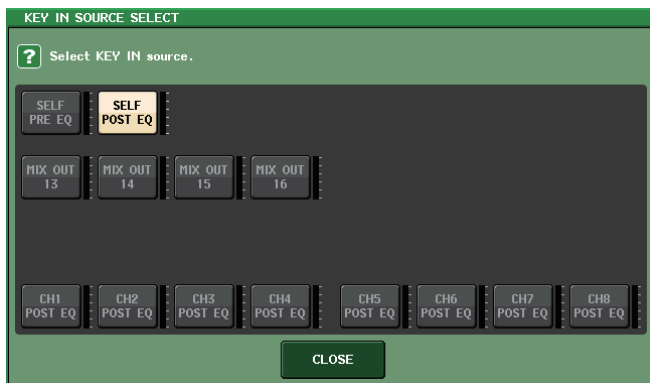 KEY IN SOURCE SELECT
? Select KEY IN source.
SELF
PRE EQ
SELF
POST EQ
MIX OUT
13
MIX OUT
14
MIX OUT
15
MIX OUT
16
CH1
POST EQ
CH2
POST EQ
CH3
POST EQ
CH4
POST EQ
CH5
POST EQ
CH6
POST EQ
CH7
POST EQ
CH8
POST EQ
CLOSE